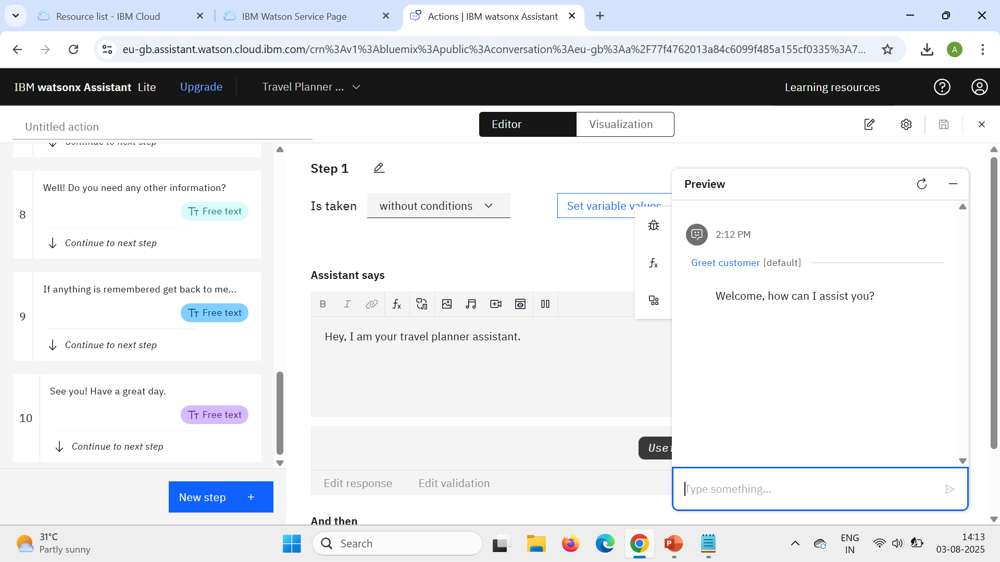 Resource list - IBM Cloud
IBM Watson Service Page
Actions | IBM watsonx Assistant
eu-gb.assistant.watson.cloud.ibm.com/crn%3Av1%3Abluemix%3Apublic%3Aconversation%3Aeu-gb%3Aa%2F77f4762013a84c6099f485a155cf0335%3A7...
A
IBM watsonx Assistant Lite
Upgrade
Travel Planner ...
Learning resources
Untitled action
Editor
Visualization
Continue to next step
8
Well! Do you need any other information?
Free text
Continue to next step
9
If anything is remembered get back to me...
Free text
Continue to next step
10
See you! Have a great day.
Free text
Continue to next step
New step +
Step 1
Is taken
without conditions
Set variable values
Assistant says
B I
Hey, I am your travel planner assistant.
User
Edit response
Edit validation
And then
Preview
2:12 PM
Greet customer [default]
Welcome, how can I assist you?
Type something...
31°C
Partly sunny
Search
ENG
IN
14:13
03-08-2025